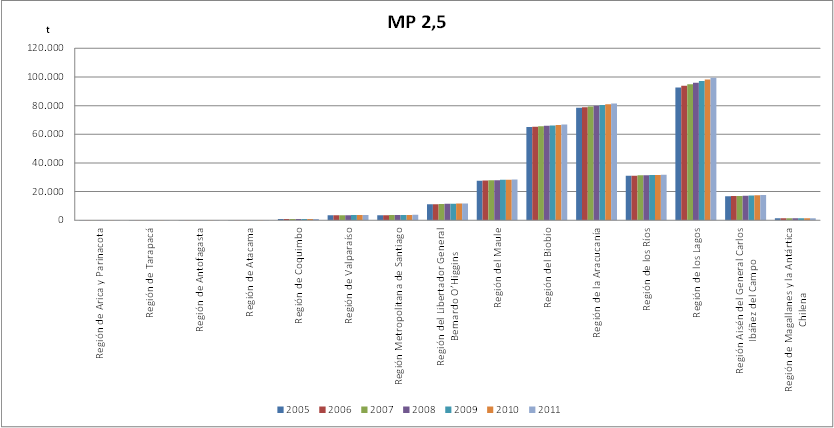 MP 2,5
t
120.000
100.000
80.000
60.000
40.000
20.000
0
Región de Arica y Parinacota
Región de Tarapacá
Región de Antofagasta
Región de Atacama
Región de Coquimbo
Región de Valparaíso
Región Metropolitana de Santiago
Región del Libertador General
Bernardo O'Higgins
Región del Maule
Región del Biobío
Región de la Araucanía
Región de los Ríos
Región de los Lagos
Región Aisén del General Carlos
Ibáñez del Campo
Región de Magallanes y la Antártica
Chilena
2005 2006 2007 2008 2009 2010 2011